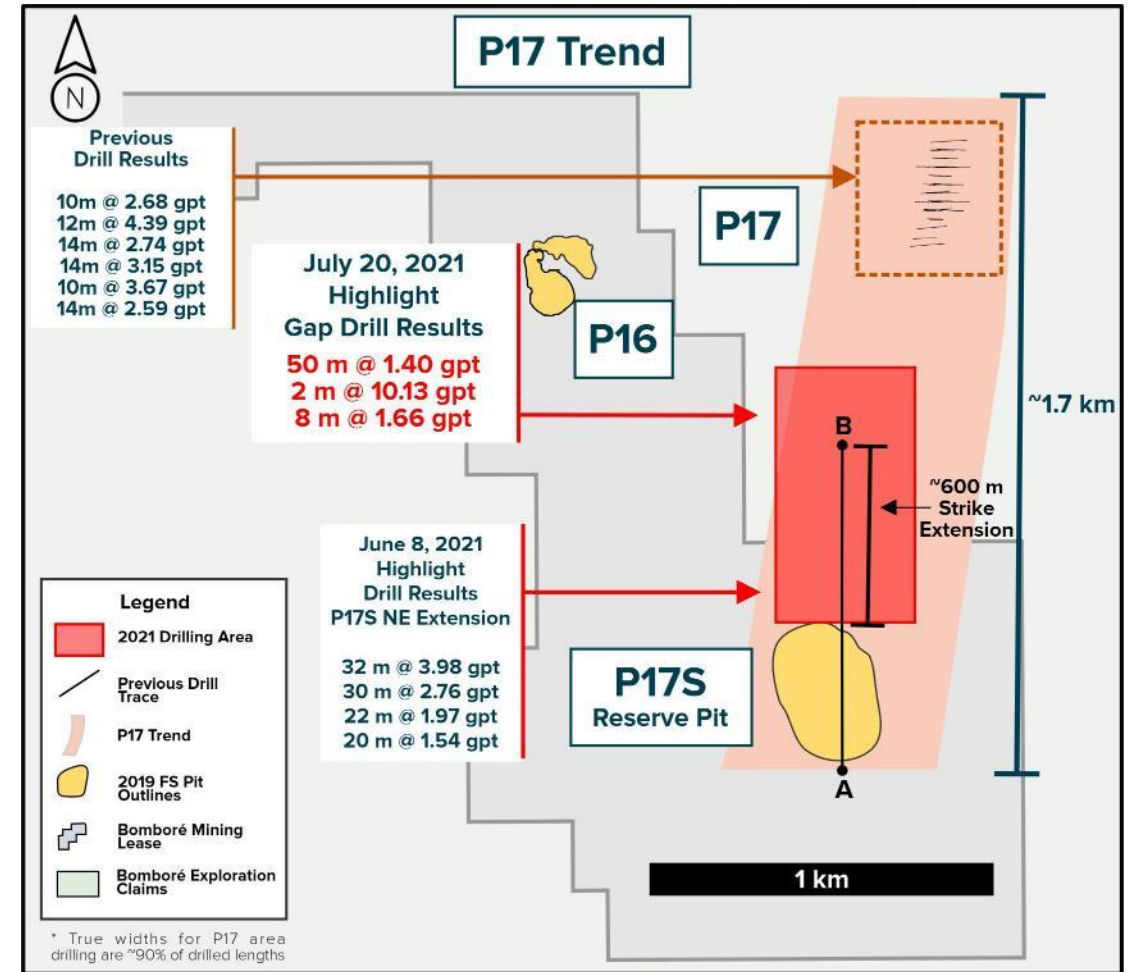 P17 Trend
N
Previous
Drill Results
10m @ 2.68 gpt
12m @ 4.39 gpt
14m @ 2.74 gpt
14m @ 3.15 gpt
10m @ 3.67 gpt
14m @ 2.59 gpt
P17
July 20, 2021
Highlight
Gap Drill Results
50 m @ 1.40 gpt
2 m @ 10.13 gpt
8 m @ 1.66 gpt
P16
~1.7 km
B
~600 m
Strike
Extension
June 8, 2021
Highlight
Drill Results
P17S NE Extension
32 m @ 3.98 gpt
30 m @ 2.76 gpt
22 m @ 1.97 gpt
20 m @ 1.54 gpt
P17S
Reserve Pit
A
1 km
Legend
2021 Drilling Area
Previous Drill
Trace
P17 Trend
2019 FS Pit
Outlines
Bomboré Mining
Lease
Bomboré Exploration
Claims
* True widths for P17 area
drilling are ~90% of drilled lengths